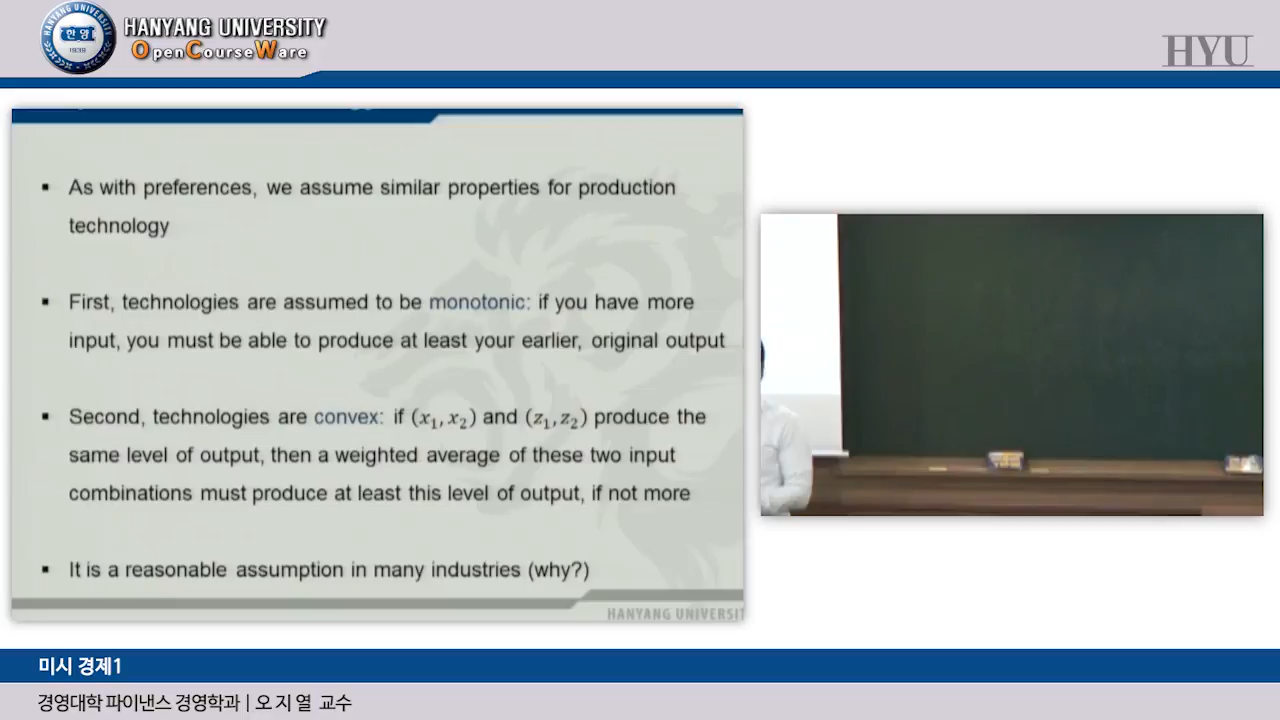 HANYANG UNIVERSITY
OpenCourseWare
한양
1939
HYU
▪ As with preferences, we assume similar properties for production
technology
▪ First, technologies are assumed to be monotonic: if you have more
input, you must be able to produce at least your earlier, original output
▪ Second, technologies are convex: if (x₁, x₂) and (z₁, z₂) produce the
same level of output, then a weighted average of these two input
combinations must produce at least this level of output, if not more
▪ It is a reasonable assumption in many industries (why?)
HANYANG UNIVERSIT
미시 경제1
경영대학 파이낸스 경영학과 | 오 지 열 교수